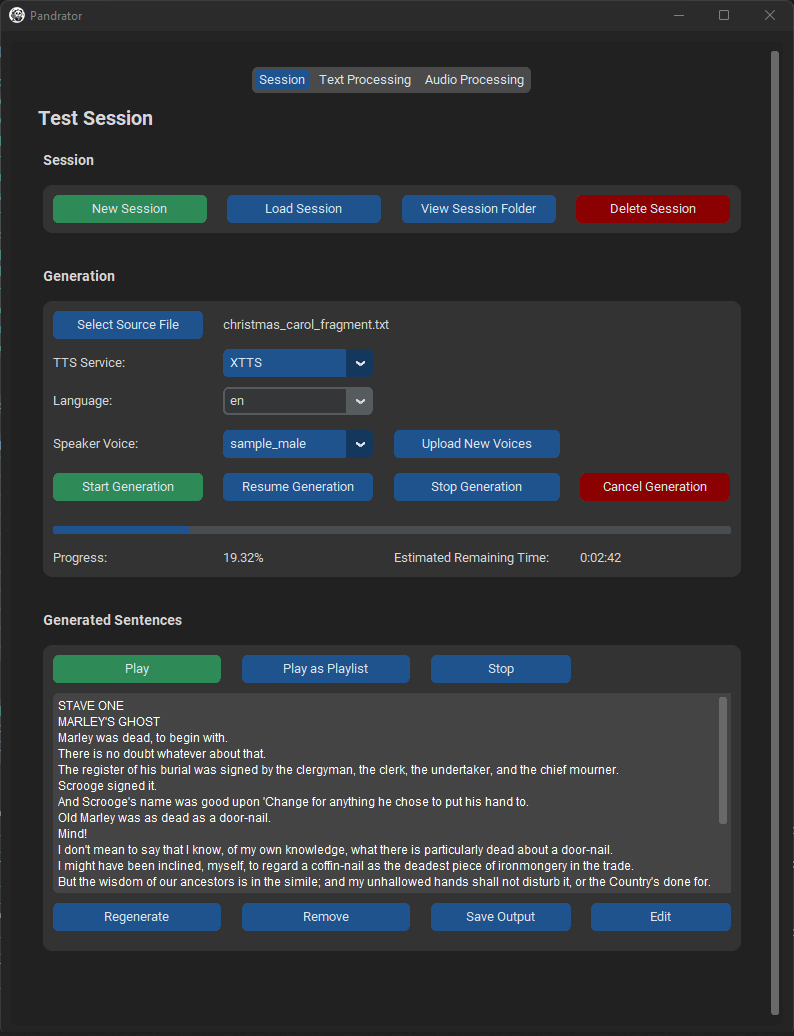 Pandrator
Session Text Processing Audio Processing
Test Session
Session
New Session Load Session View Session Folder Delete Session
Generation
Select Source File christmas_carol_fragment.txt
TTS Service: XTTS
Language: en
Speaker Voice: sample_male Upload New Voices
Start Generation Resume Generation Stop Generation Cancel Generation
Progress: 19.32% Estimated Remaining Time: 0:02:42
Generated Sentences
Play Play as Playlist Stop
STAVE ONE
MARLEY'S GHOST
Marley was dead, to begin with.
There is no doubt whatever about that.
The register of his burial was signed by the clergyman, the clerk, the undertaker, and the chief mourner.
Scrooge signed it.
And Scrooge's name was good upon 'Change for anything he chose to put his hand to.
Old Marley was as dead as a door-nail.
Mind!
I don't mean to say that I know, of my own knowledge, what there is particularly dead about a door-nail.
I might have been inclined, myself, to regard a coffin-nail as the deadest piece of ironmongery in the trade.
But the wisdom of our ancestors is in the simile; and my unhallowed hands shall not disturb it, or the Country's done for.
Regenerate Remove Save Output Edit